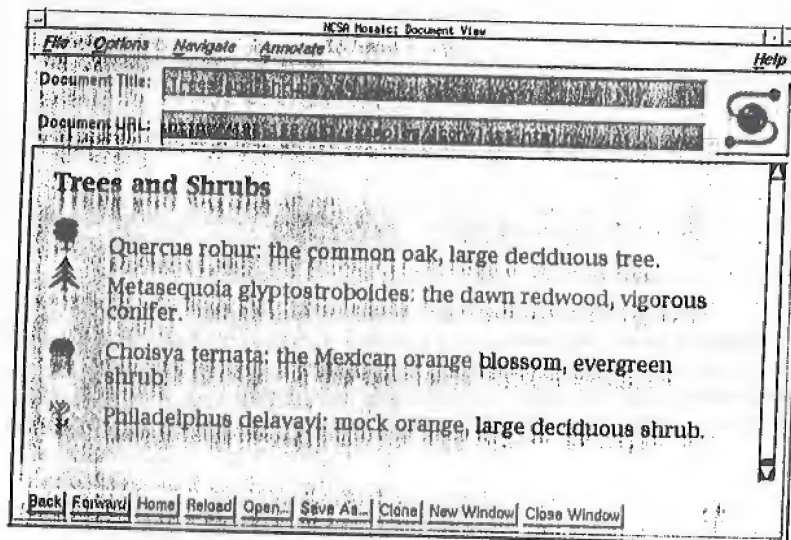 NCSA Mosaic: Document View
File Options Navigate Annotate Help
Document Title: Trees and Shrubs
Document URL:
Trees and Shrubs
Quercus robur: the common oak, large deciduous tree.
Metasequoia glyptostroboides: the dawn redwood, vigorous
conifer.
Choisya ternata: the Mexican orange blossom, evergreen
shrub.
Philadelphus delavayi: mock orange, large deciduous shrub.
Back Forward Home Reload Open... Save As... Clone New Window Close Window